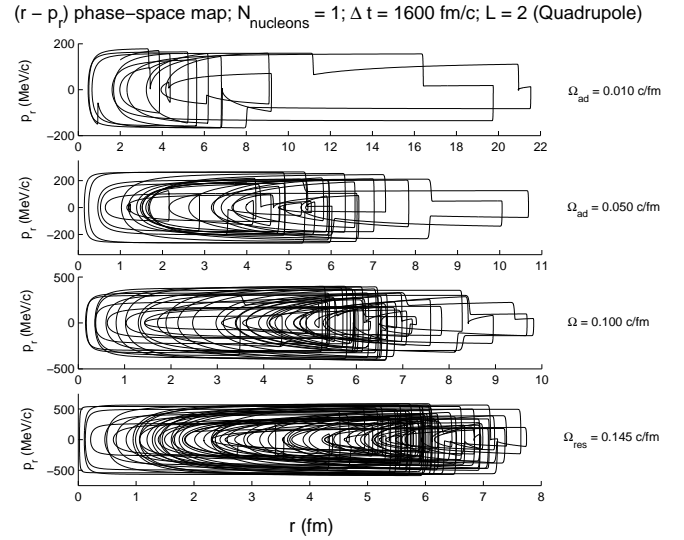 (r − p_r) phase−space map; N_nucleons = 1; Δ t = 1600 fm/c; L = 2 (Quadrupole)
200
0
−200
p_r (MeV/c)
0 2 4 6 8 10 12 14 16 18 20 22
Ω_ad = 0.010 c/fm
200
0
−200
p_r (MeV/c)
0 1 2 3 4 5 6 7 8 9 10 11
Ω_ad = 0.050 c/fm
500
0
−500
p_r (MeV/c)
0 1 2 3 4 5 6 7 8 9 10
Ω = 0.100 c/fm
500
0
−500
p_r (MeV/c)
0 1 2 3 4 5 6 7 8
Ω_res = 0.145 c/fm
r (fm)